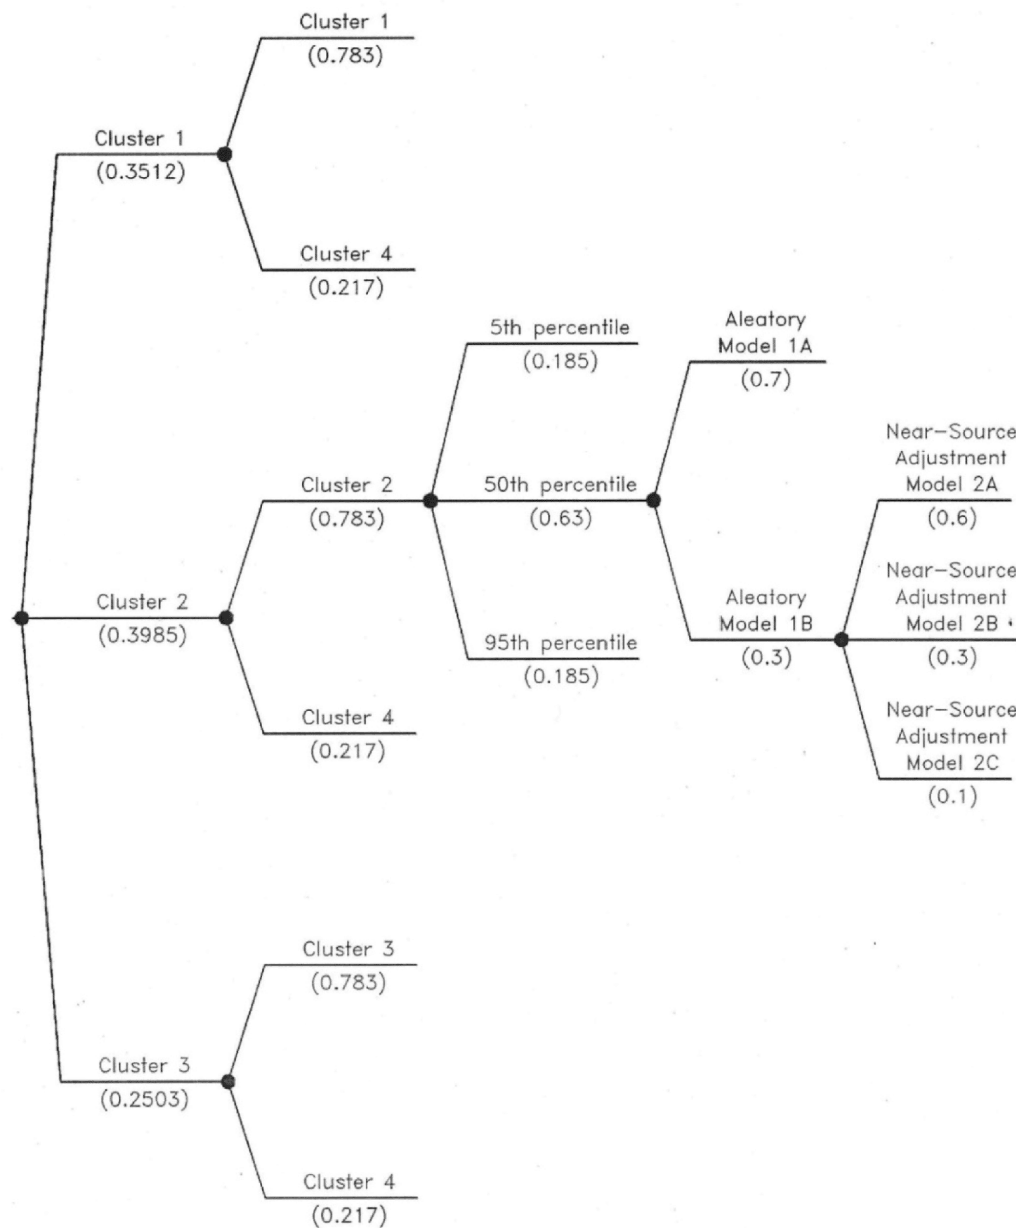 Cluster 1
(0.3512)
Cluster 1
(0.783)
Cluster 4
(0.217)
Cluster 2
(0.3985)
Cluster 2
(0.783)
5th percentile
(0.185)
50th percentile
(0.63)
Aleatory
Model 1A
(0.7)
Aleatory
Model 1B
(0.3)
Near-Source
Adjustment
Model 2A
(0.6)
Near-Source
Adjustment
Model 2B
(0.3)
Near-Source
Adjustment
Model 2C
(0.1)
95th percentile
(0.185)
Cluster 4
(0.217)
Cluster 3
(0.2503)
Cluster 3
(0.783)
Cluster 4
(0.217)